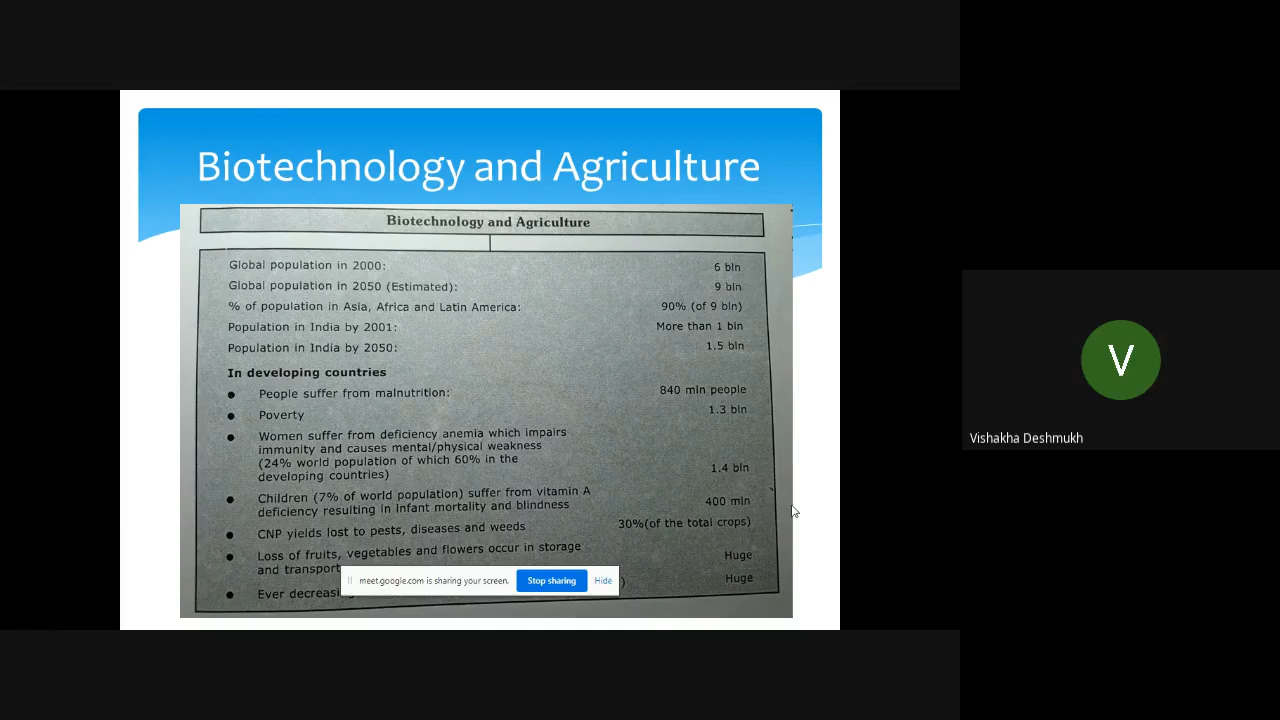 Biotechnology and Agriculture
Biotechnology and Agriculture
Global population in 2000: 6 bln
Global population in 2050 (Estimated): 9 bln
% of population in Asia, Africa and Latin America: 90% (of 9 bln)
Population in India by 2001: More than 1 bln
Population in India by 2050: 1.5 bln
In developing countries
● People suffer from malnutrition: 840 mln people
● Poverty 1.3 bln
● Women suffer from deficiency anemia which impairs
immunity and causes mental/physical weakness
(24% world population of which 60% in the
developing countries) 1.4 bln
● Children (7% of world population) suffer from vitamin A
deficiency resulting in infant mortality and blindness 400 mln
● CNP yields lost to pests, diseases and weeds 30%(of the total crops)
● Loss of fruits, vegetables and flowers occur in storage
and transport Huge
● Ever decreasing ) Huge
meet.google.com is sharing your screen. Stop sharing Hide
V
Vishakha Deshmukh